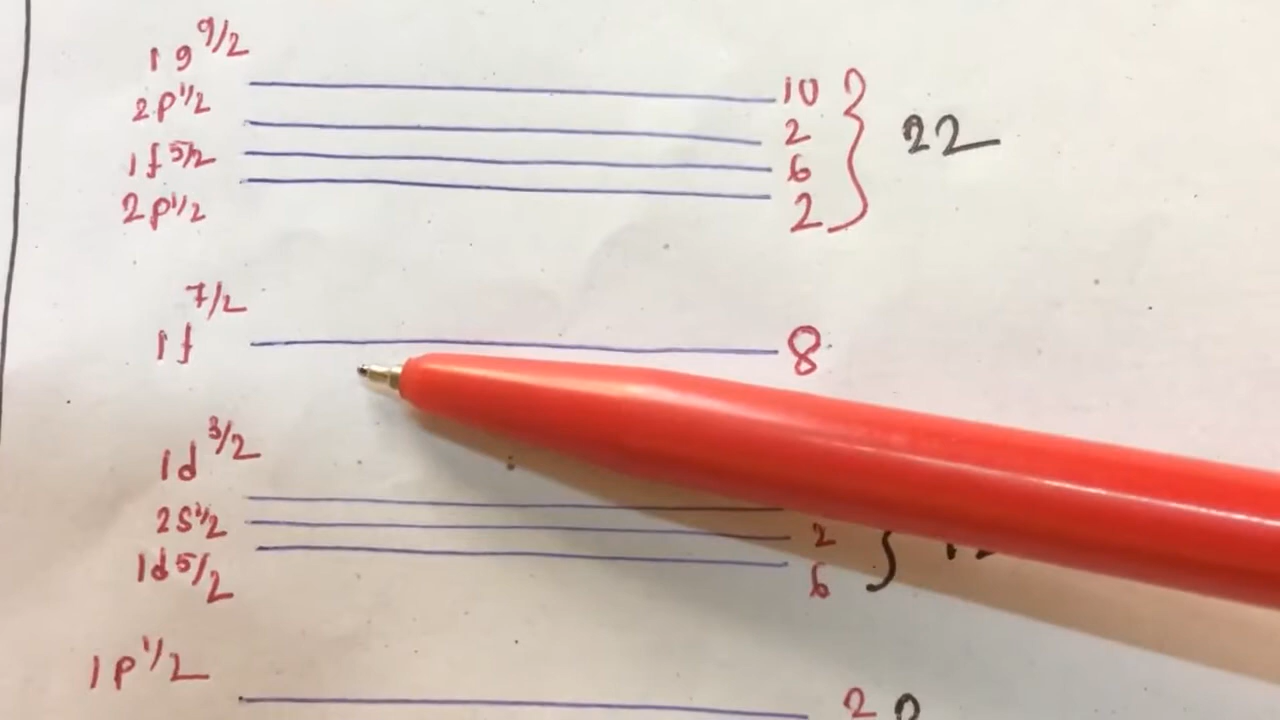 1g 9/2 10
2p 1/2 2 22
1f 5/2 6
2p 1/2 2
1f 7/2 8
1d 3/2
2s 1/2 2
1d 5/2 6
1p 1/2 2